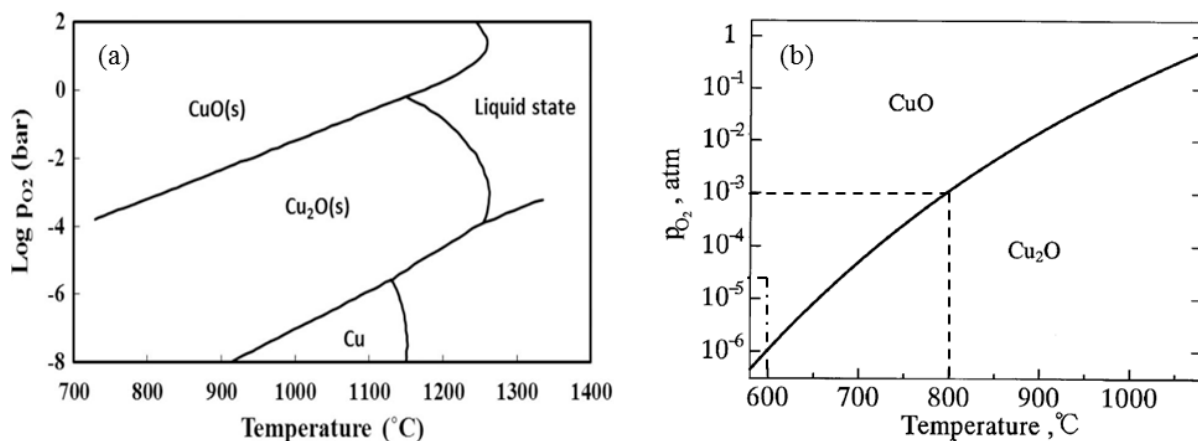 (a)
Log pO2 (bar)
2
0
-2
-4
-6
-8
CuO(s)
Liquid state
Cu₂O(s)
Cu
700 800 900 1000 1100 1200 1300 1400
Temperature (°C)
(b)
pO₂, atm
1
10⁻¹
10⁻²
10⁻³
10⁻⁴
10⁻⁵
10⁻⁶
CuO
Cu₂O
600 700 800 900 1000
Temperature ,℃